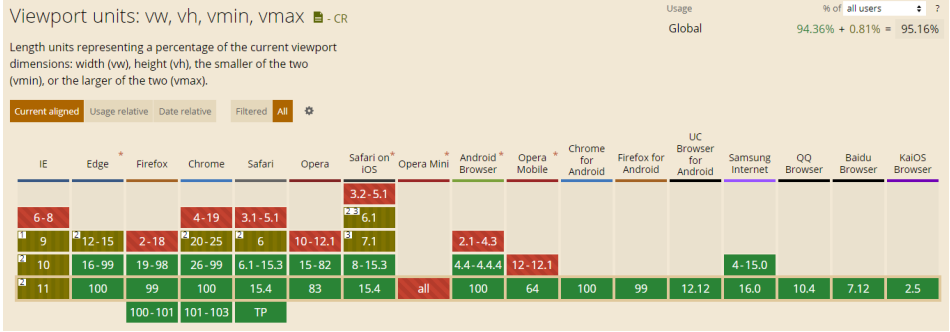 Viewport units: vw, vh, vmin, vmax - CR
Usage % of all users ?
Global 94.36% + 0.81% = 95.16%
Length units representing a percentage of the current viewport
dimensions: width (vw), height (vh), the smaller of the two
(vmin), or the larger of the two (vmax).
Current aligned Usage relative Date relative Filtered All
IE Edge * Firefox Chrome Safari Opera Safari on iOS * Opera Mini Android Browser * Opera Mobile * Chrome for Android Firefox for Android UC Browser for Android Samsung Internet QQ Browser Baidu Browser KaiOS Browser
3.2-5.1
6-8 4-19 3.1-5.1 2 3 6.1
1 9 2 12-15 2-18 2 20-25 2 6 10-12.1 3 7.1 2.1-4.3
2 10 16-99 19-98 26-99 6.1-15.3 15-82 8-15.3 4.4-4.4.4 12-12.1 4-15.0
2 11 100 99 100 15.4 83 15.4 all 100 64 100 99 12.12 16.0 10.4 7.12 2.5
100-101 101-103 TP